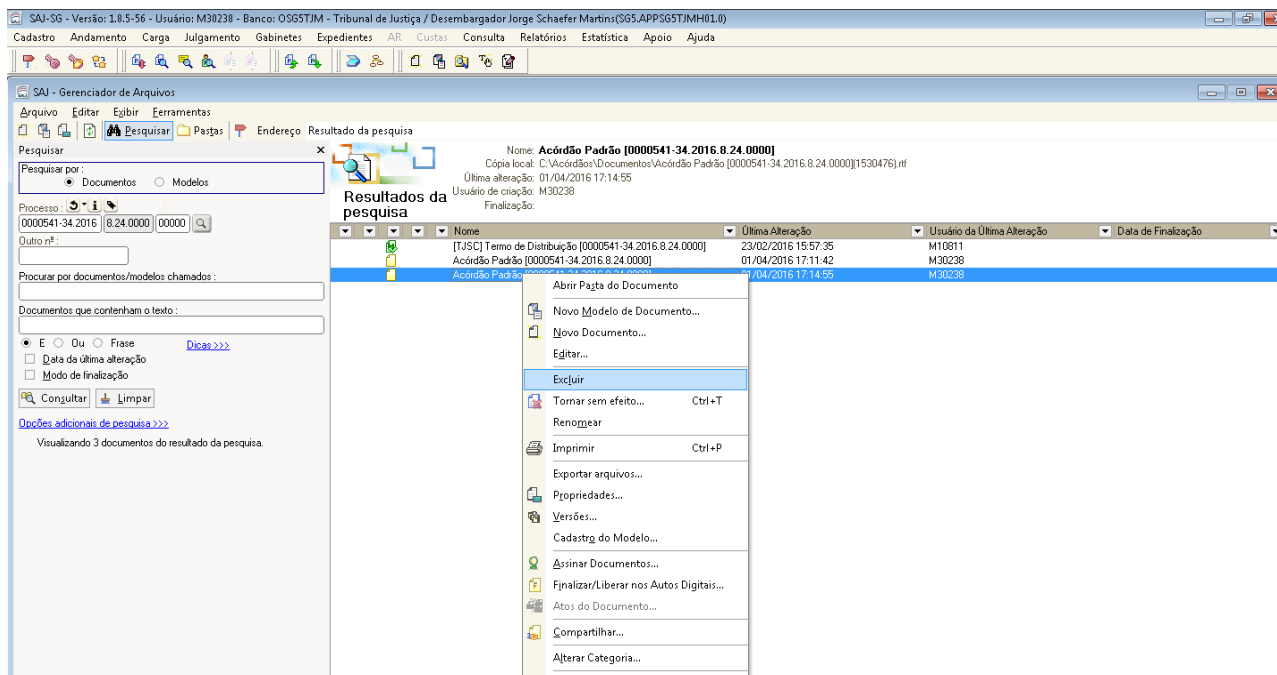 SAJ-SG - Versão: 1.8.5-56 - Usuário: M30238 - Banco: OSG5TJM - Tribunal de Justiça / Desembargador Jorge Schaefer Martins(SG5.APPSG5TJMH01.0)
Cadastro Andamento Carga Julgamento Gabinetes Expedientes AR Custas Consulta Relatórios Estatística Apoio Ajuda
SAJ - Gerenciador de Arquivos
Arquivo Editar Exibir Ferramentas
Pesquisar Pastas Endereço Resultado da pesquisa
Pesquisar
Pesquisar por :
Documentos Modelos
Processo :
0000541-34.2016 8.24.0000 00000
Outro nº :
Procurar por documentos/modelos chamados :
Documentos que contenham o texto :
E Ou Frase Dicas >>>
Data da última alteração
Modo de finalização
Consultar Limpar
Opções adicionais de pesquisa >>>
Visualizando 3 documentos do resultado da pesquisa.
Resultados da pesquisa
Nome: Acórdão Padrão [0000541-34.2016.8.24.0000]
Cópia local: C:\Acórdãos\Documentos\Acórdão Padrão [0000541-34.2016.8.24.0000](1530476).rtf
Última alteração: 01/04/2016 17:14:55
Usuário de criação: M30238
Finalização:
Nome Última Alteração Usuário da Última Alteração Data de Finalização
[TJSC] Termo de Distribuição [0000541-34.2016.8.24.0000] 23/02/2016 15:57:35 M10811
Acórdão Padrão [0000541-34.2016.8.24.0000] 01/04/2016 17:11:42 M30238
Acórdão Padrão [0000541-34.2016.8.24.0000] 01/04/2016 17:14:55 M30238
Abrir Pasta do Documento
Novo Modelo de Documento...
Novo Documento...
Editar...
Excluir
Tornar sem efeito... Ctrl+T
Renomear
Imprimir Ctrl+P
Exportar arquivos...
Propriedades...
Versões...
Cadastro do Modelo...
Assinar Documentos...
Finalizar/Liberar nos Autos Digitais...
Atos do Documento...
Compartilhar...
Alterar Categoria...